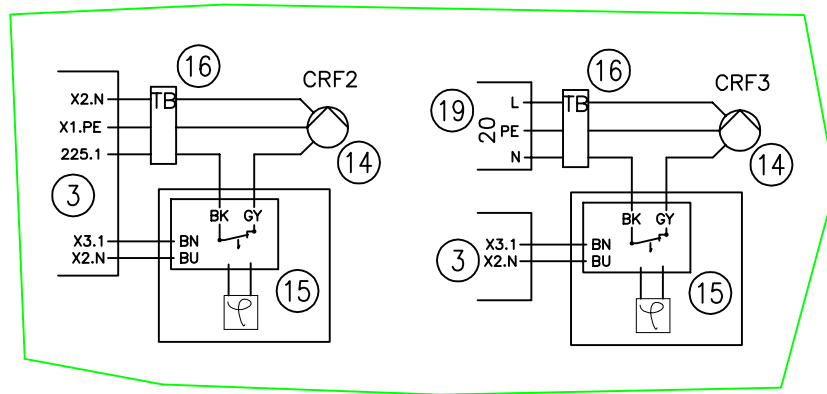 16
CRF2
X2.N
TB
X1.PE
225.1
14
3
BK GY
X3.1
BN
X2.N
BU
15
16
CRF3
19
L
TB
20
PE
N
14
BK GY
3
X3.1
BN
X2.N
BU
15